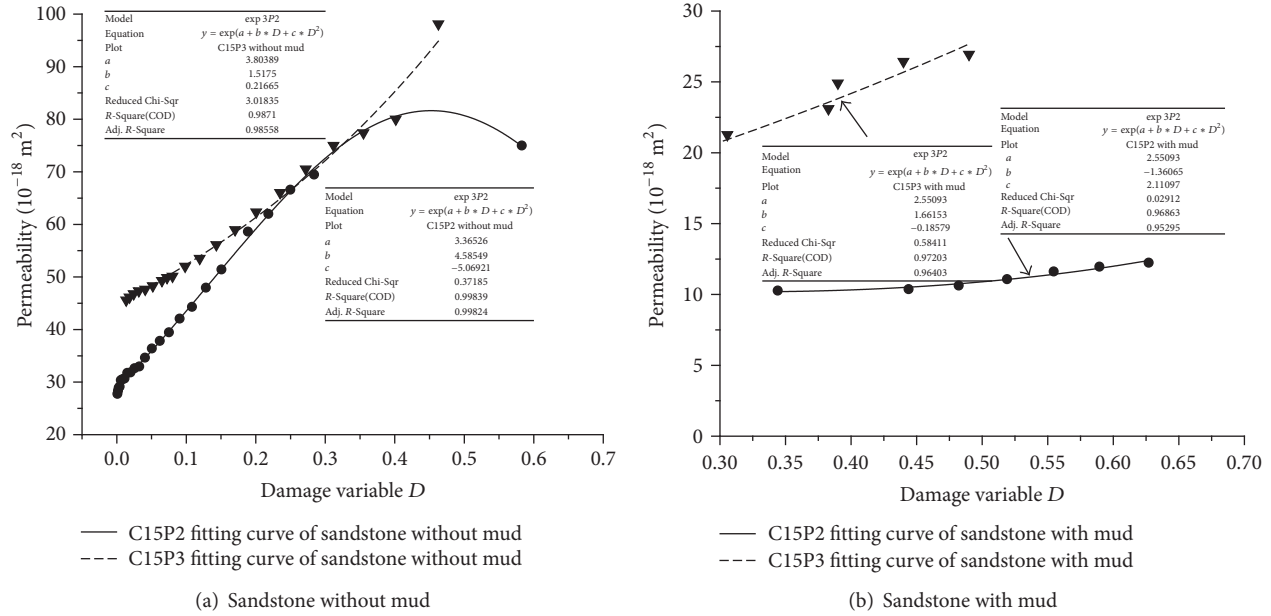 Permeability (10⁻¹⁸ m²)
100
90
80
70
60
50
40
30
20
Model exp 3P2
Equation y = exp(a + b * D + c * D²)
Plot C15P3 without mud
a 3.80389
b 1.5175
c 0.21665
Reduced Chi-Sqr 3.01835
R-Square(COD) 0.9871
Adj. R-Square 0.98558
Model exp 3P2
Equation y = exp(a + b * D + c * D²)
Plot C15P2 without mud
a 3.36526
b 4.58549
c −5.06921
Reduced Chi-Sqr 0.37185
R-Square(COD) 0.99839
Adj. R-Square 0.99824
0.0 0.1 0.2 0.3 0.4 0.5 0.6 0.7
Damage variable D
C15P2 fitting curve of sandstone without mud
C15P3 fitting curve of sandstone without mud
(a) Sandstone without mud
Permeability (10⁻¹⁸ m²)
30
25
20
15
10
5
0
Model exp 3P2
Equation y = exp(a + b * D + c * D²)
Plot C15P3 with mud
a 2.55093
b 1.66153
c −0.18579
Reduced Chi-Sqr 0.58411
R-Square(COD) 0.97203
Adj. R-Square 0.96403
Model exp 3P2
Equation y = exp(a + b * D + c * D²)
Plot C15P2 with mud
a 2.55093
b −1.36065
c 2.11097
Reduced Chi-Sqr 0.02912
R-Square(COD) 0.96863
Adj. R-Square 0.95295
0.30 0.35 0.40 0.45 0.50 0.55 0.60 0.65 0.70
Damage variable D
C15P2 fitting curve of sandstone with mud
C15P3 fitting curve of sandstone with mud
(b) Sandstone with mud